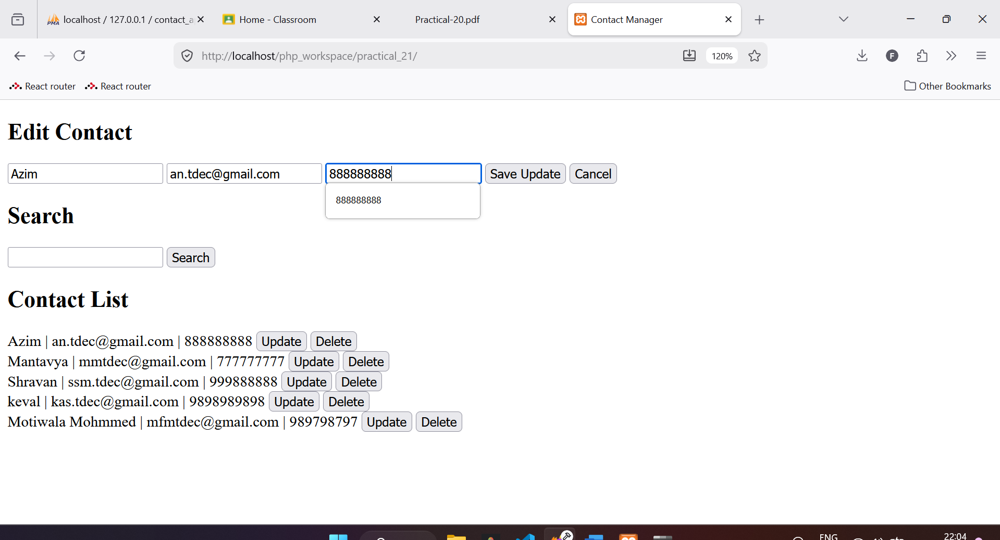 PMA localhost / 127.0.0.1 / contact_a Home - Classroom Practical-20.pdf Contact Manager
http://localhost/php_workspace/practical_21/ 120% F
React router React router Other Bookmarks
Edit Contact
Azim an.tdec@gmail.com 888888888 Save Update Cancel
888888888
Search
Search
Contact List
Azim | an.tdec@gmail.com | 888888888 Update Delete
Mantavya | mmtdec@gmail.com | 777777777 Update Delete
Shravan | ssm.tdec@gmail.com | 999888888 Update Delete
keval | kas.tdec@gmail.com | 9898989898 Update Delete
Motiwala Mohmmed | mfmtdec@gmail.com | 989798797 Update Delete
ENG 22:04